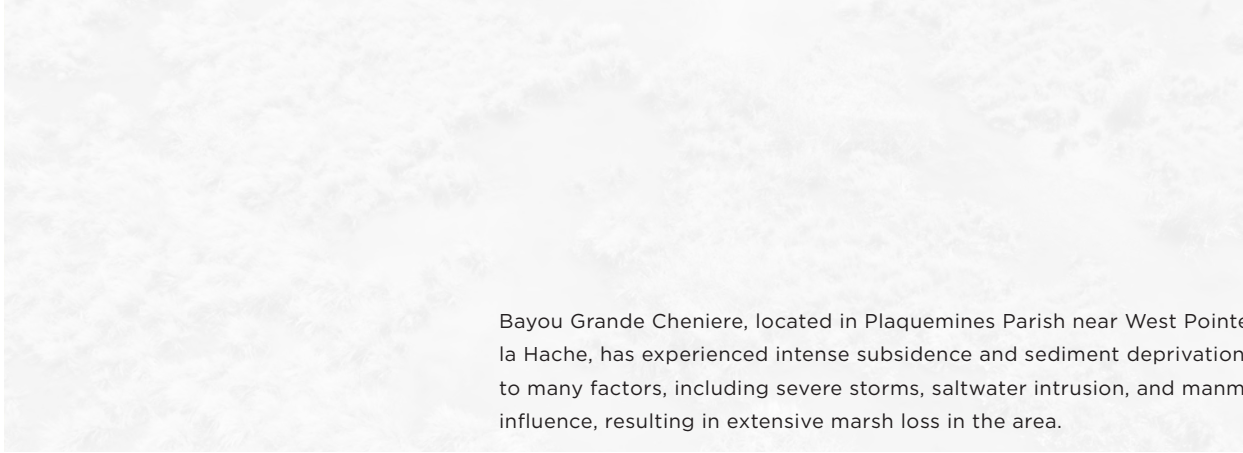 Bayou Grande Cheniere, located in Plaquemines Parish near West Pointe
la Hache, has experienced intense subsidence and sediment deprivation
to many factors, including severe storms, saltwater intrusion, and manm
influence, resulting in extensive marsh loss in the area.